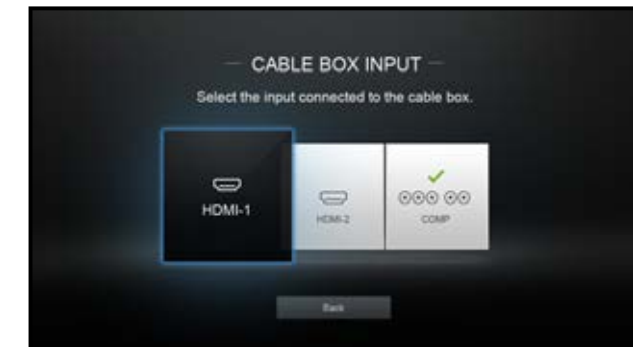 CABLE BOX INPUT
Select the input connected to the cable box.
HDMI-1
HDMI-2
COMP
Back